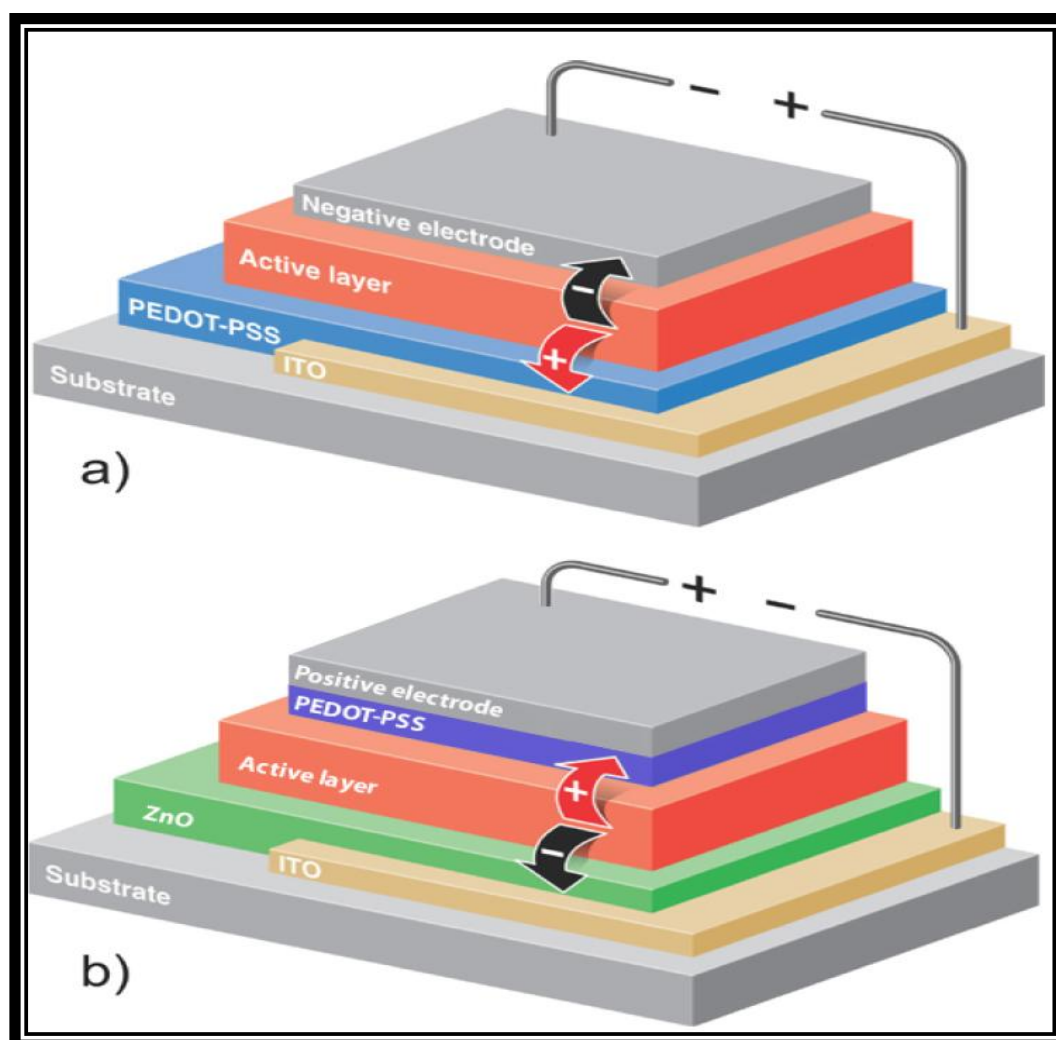 − +
Negative electrode
Active layer
PEDOT-PSS
ITO
Substrate
−
+
a)
+ −
Positive electrode
PEDOT-PSS
Active layer
ZnO
ITO
Substrate
+
−
b)